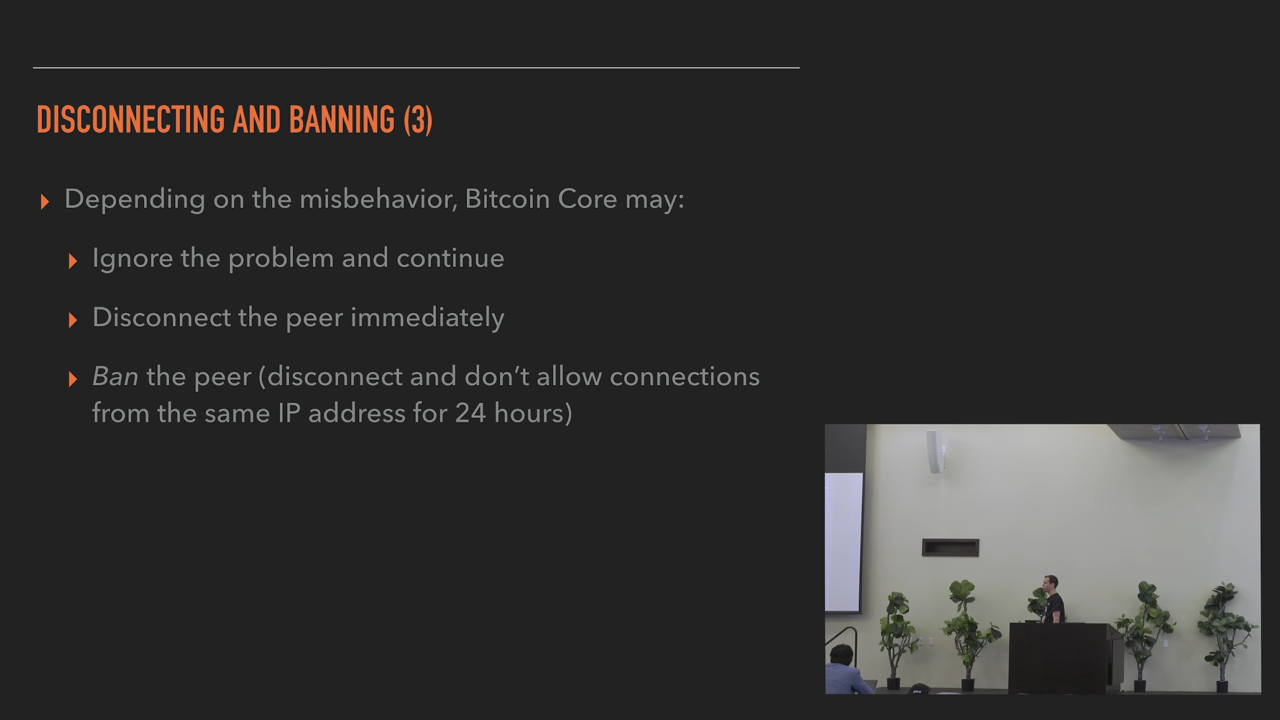 DISCONNECTING AND BANNING (3)
Depending on the misbehavior, Bitcoin Core may:
Ignore the problem and continue
Disconnect the peer immediately
Ban the peer (disconnect and don’t allow connections
from the same IP address for 24 hours)